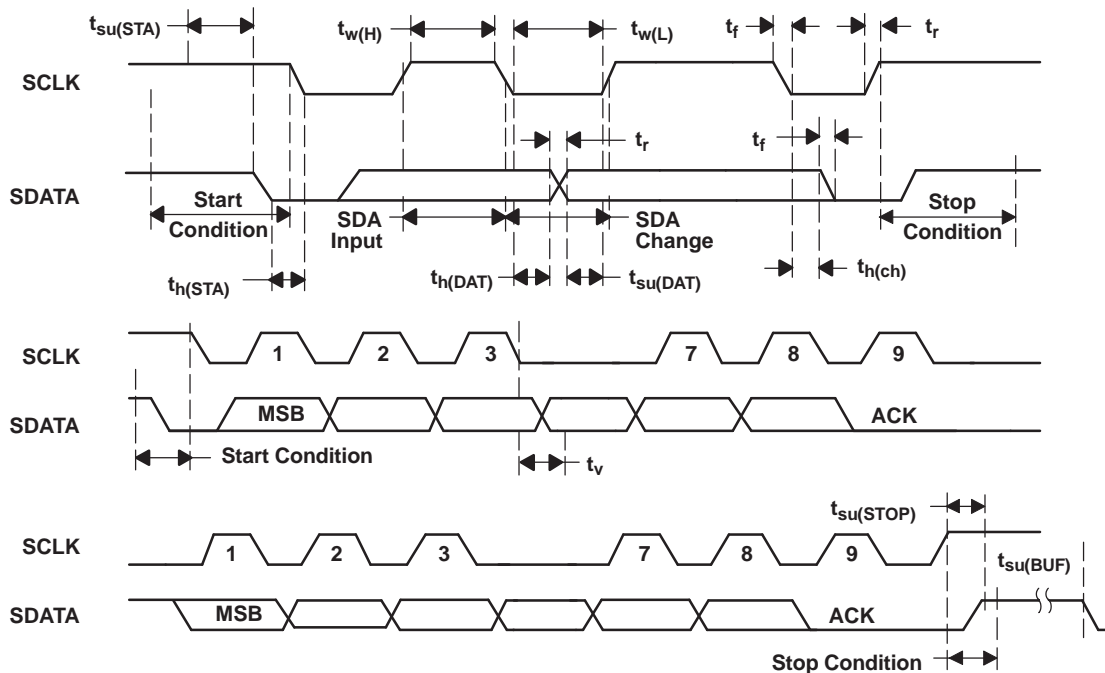 tsu(STA)
tw(H)
tw(L)
tf
tr
SCLK
tr
tf
SDATA
Start
Condition
SDA
Input
SDA
Change
Stop
Condition
th(STA)
th(DAT)
tsu(DAT)
th(ch)
SCLK
1
2
3
7
8
9
SDATA
MSB
ACK
Start Condition
tv
tsu(STOP)
SCLK
1
2
3
7
8
9
tsu(BUF)
SDATA
MSB
ACK
Stop Condition